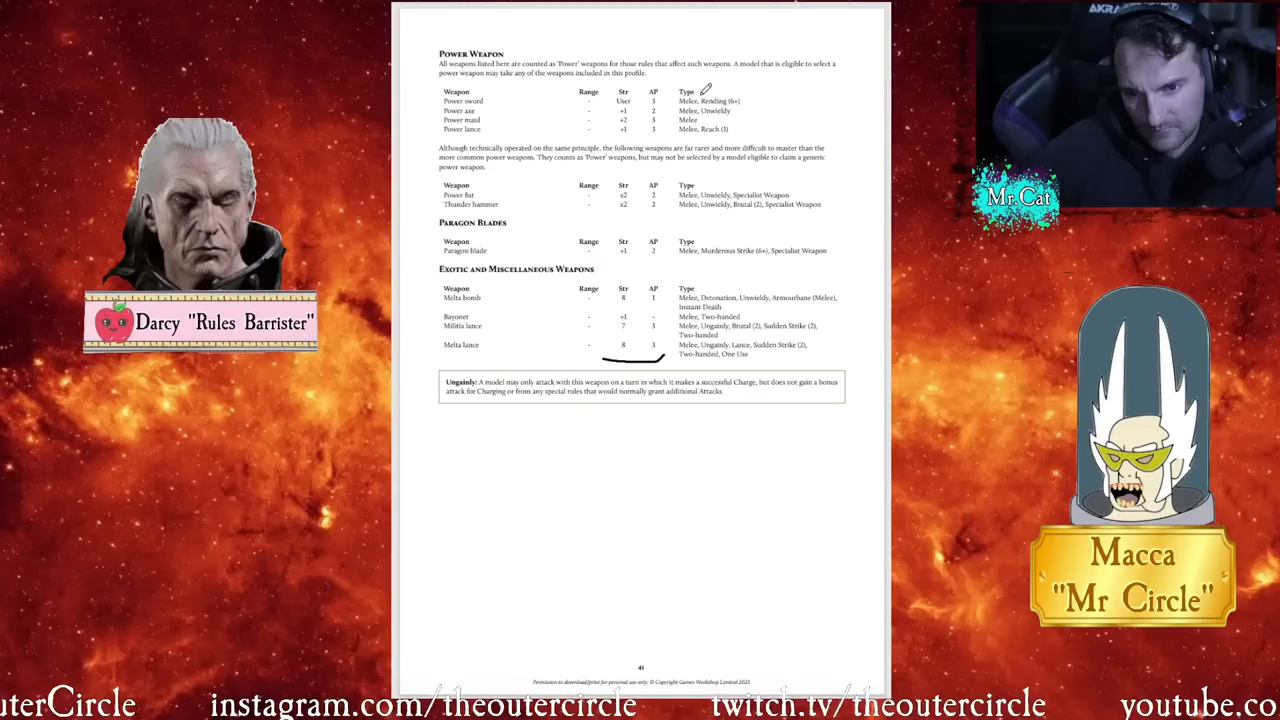 POWER WEAPON
All weapons listed here are counted as 'Power' weapons for those rules that affect such weapons. A model that is eligible to select a
power weapon may take any of the weapons included in this profile.
Weapon Range Str AP Type
Power sword - User 3 Melee, Rending (6+)
Power axe - +1 2 Melee, Unwieldy
Power maul - +2 3 Melee
Power lance - +1 3 Melee, Reach (1)
Although technically operated on the same principle, the following weapons are far rarer and more difficult to master than the
more common power weapons. They counts as 'Power' weapons, but may not be selected by a model eligible to claim a generic
power weapon.
Weapon Range Str AP Type
Power fist - x2 2 Melee, Unwieldy, Specialist Weapon
Thunder hammer - x2 2 Melee, Unwieldy, Brutal (2), Specialist Weapon
PARAGON BLADES
Weapon Range Str AP Type
Paragon blade - +1 2 Melee, Murderous Strike (6+), Specialist Weapon
EXOTIC AND MISCELLANEOUS WEAPONS
Weapon Range Str AP Type
Melta bomb - 8 1 Melee, Detonation, Unwieldy, Armourbane (Melee),
Instant Death
Bayonet - +1 - Melee, Two-handed
Militia lance - 7 3 Melee, Ungainly, Brutal (2), Sudden Strike (2),
Two-handed
Melta lance - 8 3 Melee, Ungainly, Lance, Sudden Strike (2),
Two-handed, One Use
Ungainly: A model may only attack with this weapon on a turn in which it makes a successful Charge, but does not gain a bonus
attack for Charging or from any special rules that would normally grant additional Attacks.
41
Permission to download/print for personal use only. © Copyright Games Workshop Limited 2023
Darcy "Rules Barrister"
AKRA
Mr.Cat
Macca
"Mr Circle"
uterCircle instagram.com/theoutercircle twitch.tv/theoutercircle youtube.co